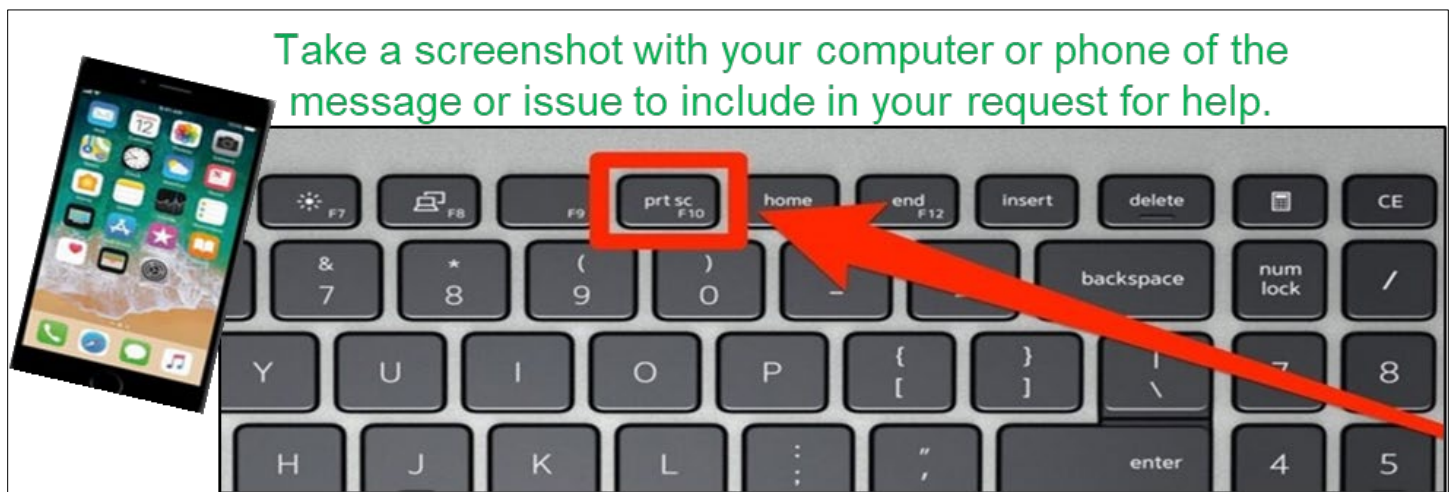 Take a screenshot with your computer or phone of the
message or issue to include in your request for help.
12
F7
F8
F9
prt sc
F10
home
end
F12
insert
delete
CE
&
7
*
8
(
9
)
0
-
backspace
num
lock
/
Y
U
I
O
P
{
[
}
]
|
\
7
8
H
J
K
L
:
;
"
,
enter
4
5